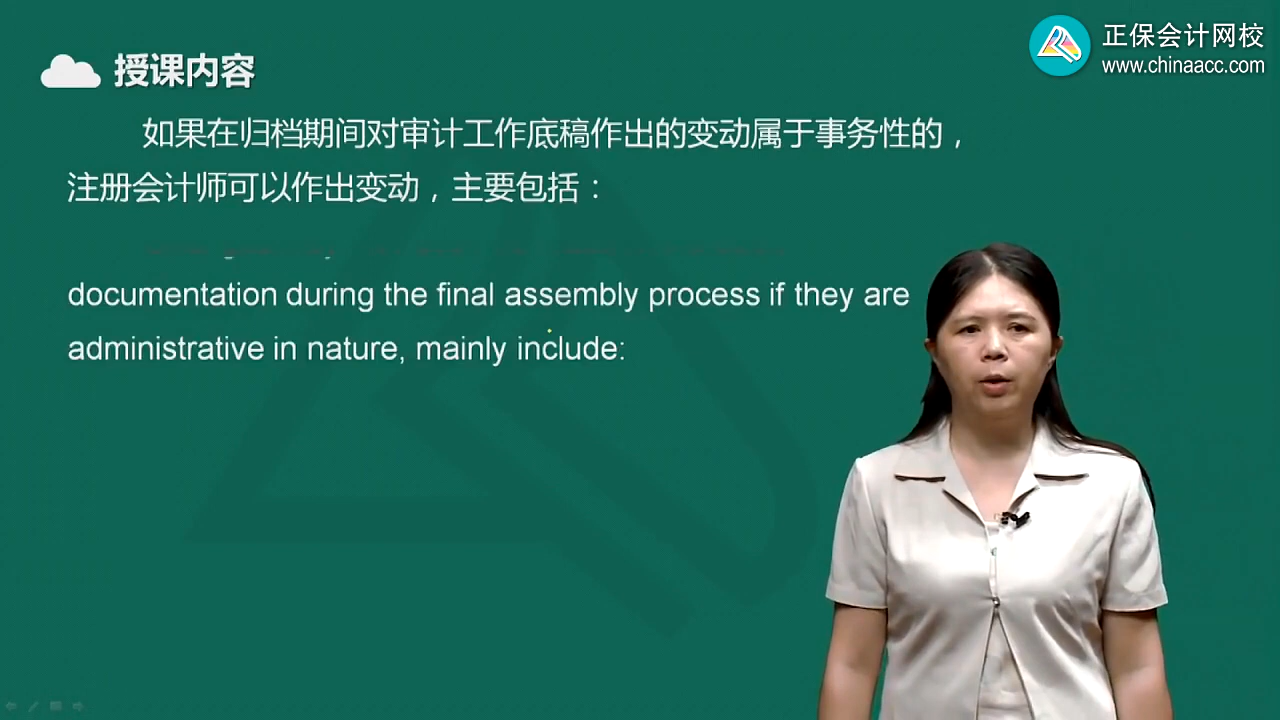 正保会计网校
www.chinaacc.com
授课内容
如果在归档期间对审计工作底稿作出的变动属于事务性的，
注册会计师可以作出变动，主要包括：
documentation during the final assembly process if they are
administrative in nature, mainly include: